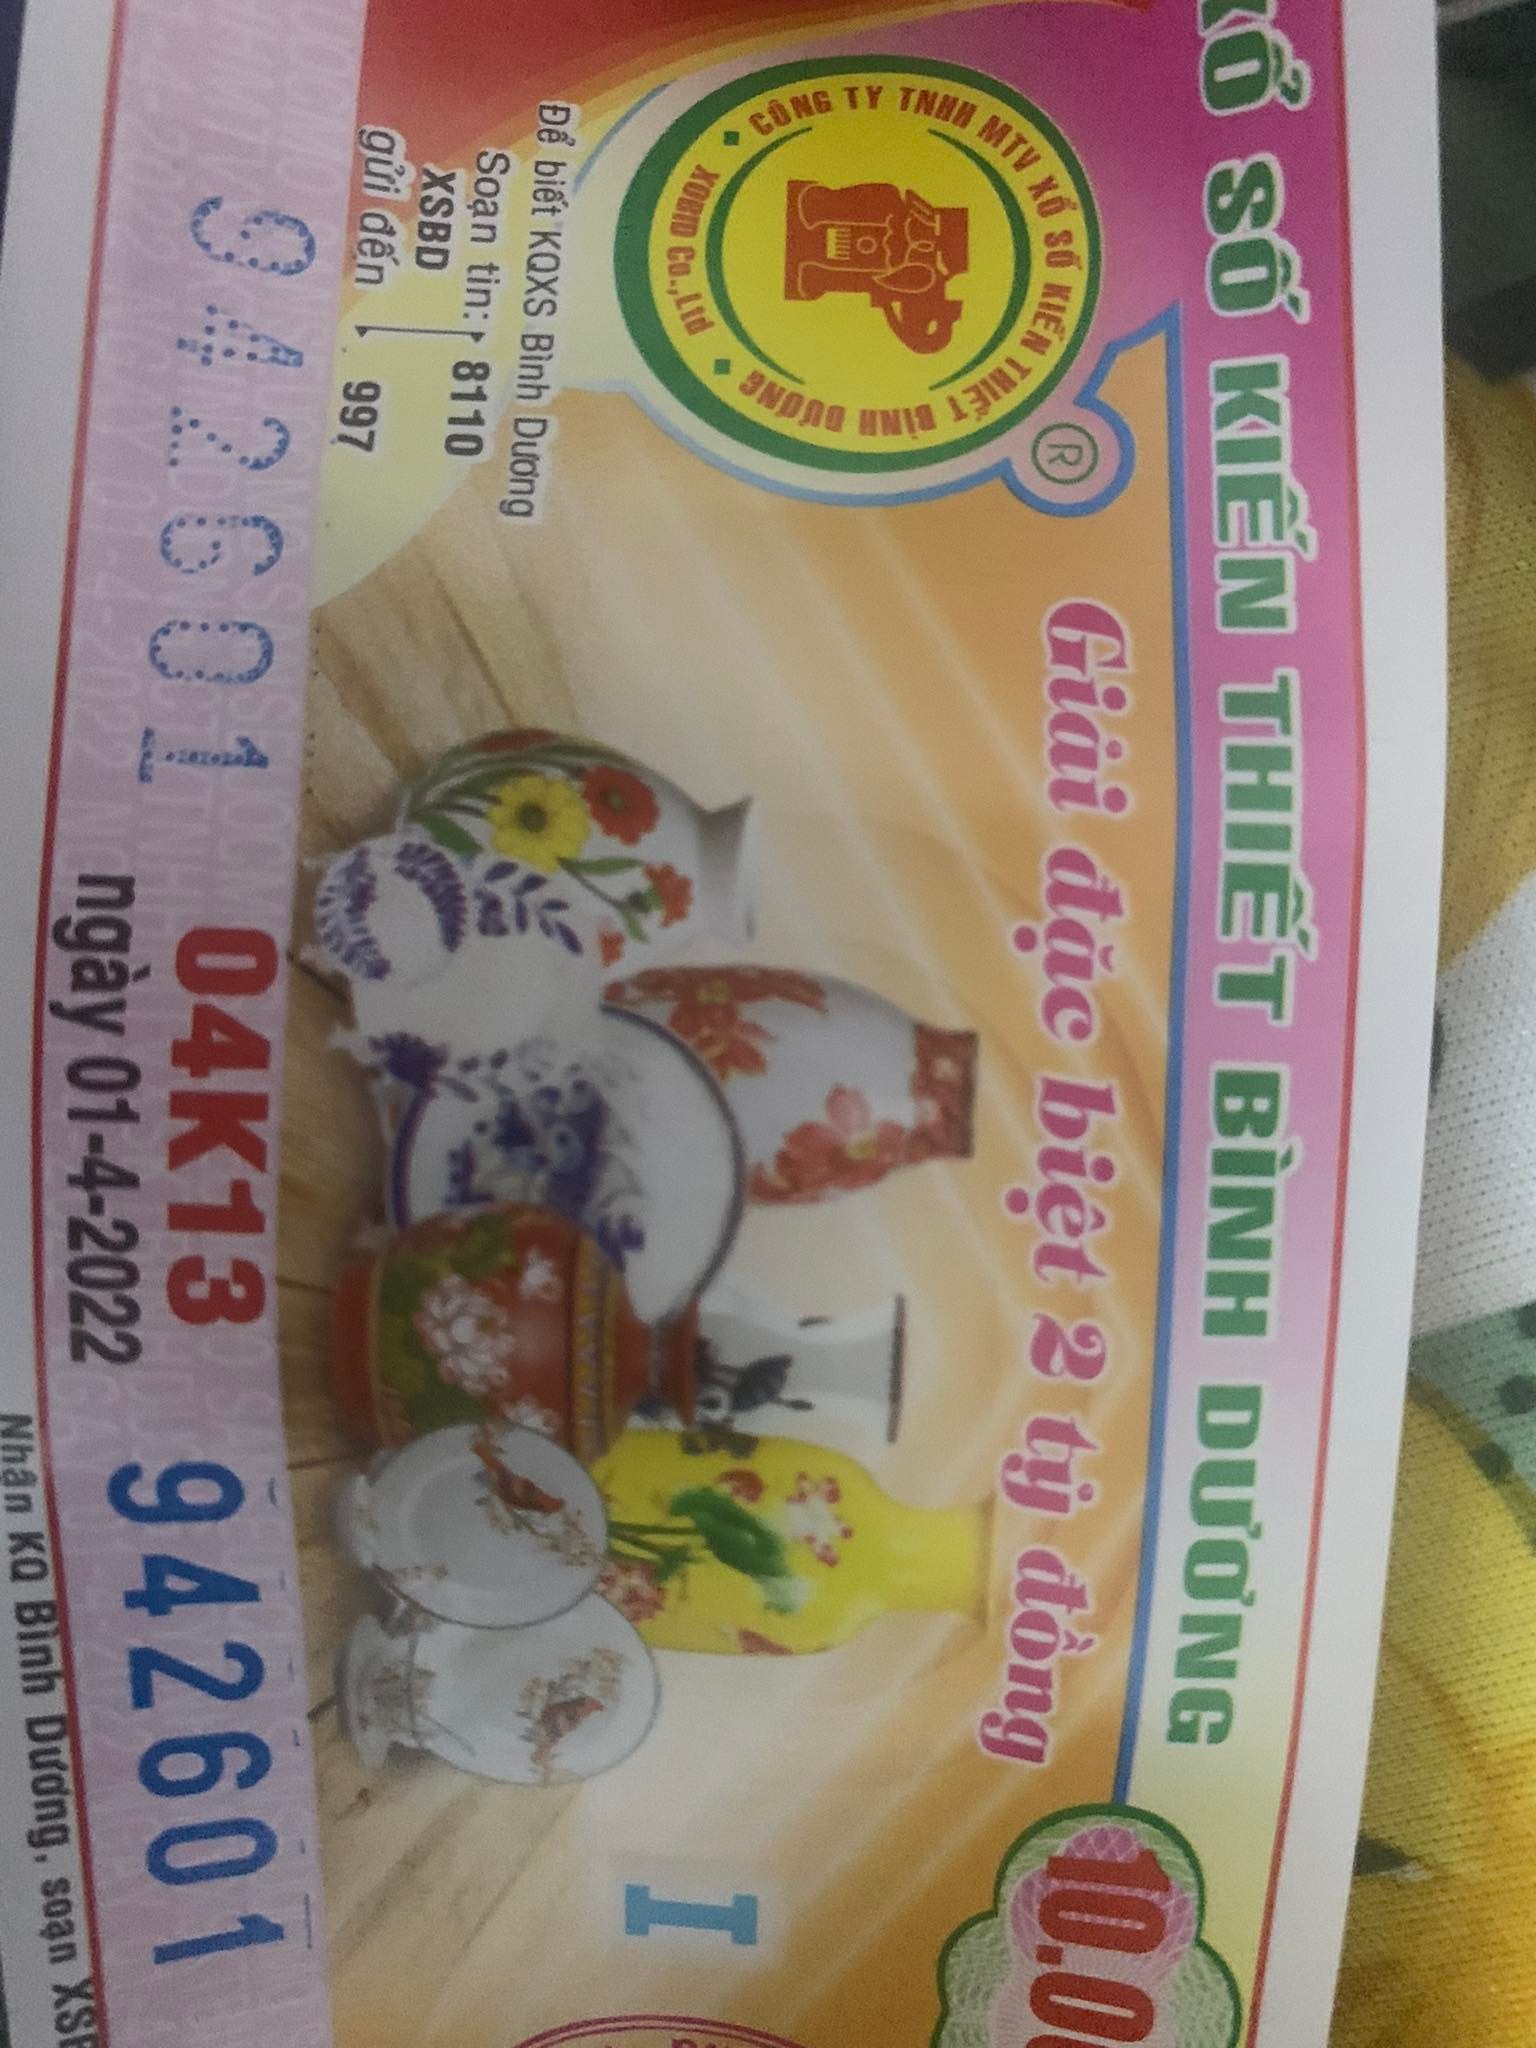 XỔ SỐ KIẾN THIẾT BÌNH DƯƠNG
CÔNG TY TNHH MTV XỔ SỐ KIẾN THIẾT BÌNH DƯƠNG
XOBID Co., PLT
®
Giải đặc biệt 2 tỷ đồng
10.0
I
Để biết KQXS Bình Dương
Soạn tin: 8110
XSBD
gửi đến 997
942601 04K13 942601
ngày 01-4-2022
Nhận KQ Bình Dương, soạn XSB